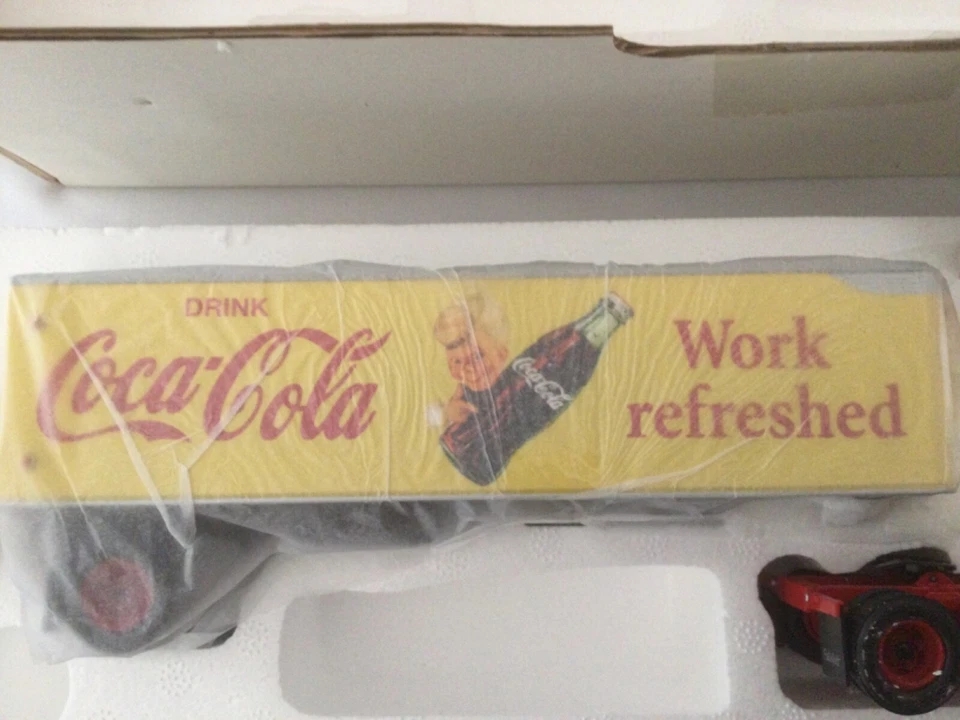 DRINK
Coca-Cola
Coca-Cola
Work
refreshed